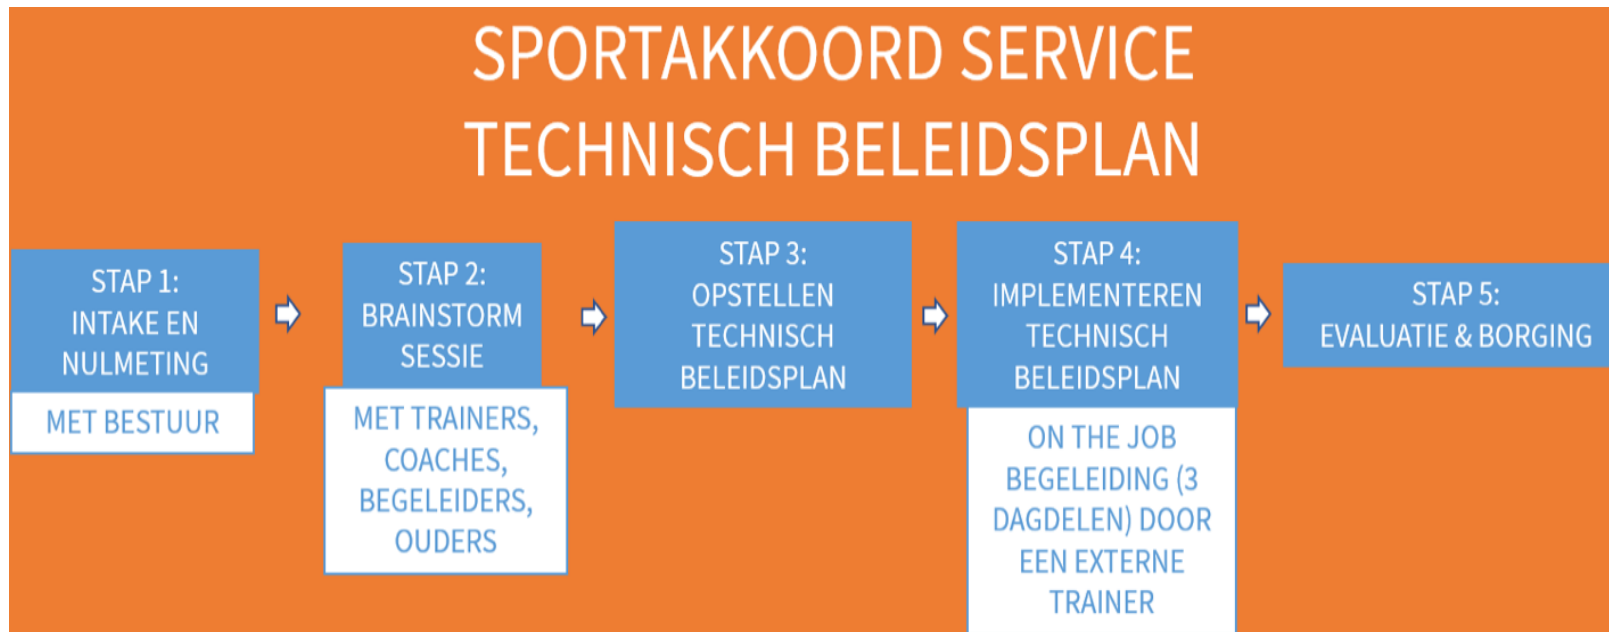 SPORTAKKOORD SERVICE
TECHNISCH BELEIDSPLAN
STAP 1:
INTAKE EN
NULMETING
MET BESTUUR
STAP 2:
BRAINSTORM
SESSIE
MET TRAINERS,
COACHES,
BEGELEIDERS,
OUDERS
STAP 3:
OPSTELLEN
TECHNISCH
BELEIDSPLAN
STAP 4:
IMPLEMENTEREN
TECHNISCH
BELEIDSPLAN
ON THE JOB
BEGELEIDING (3
DAGDELEN) DOOR
EEN EXTERNE
TRAINER
STAP 5:
EVALUATIE & BORGING